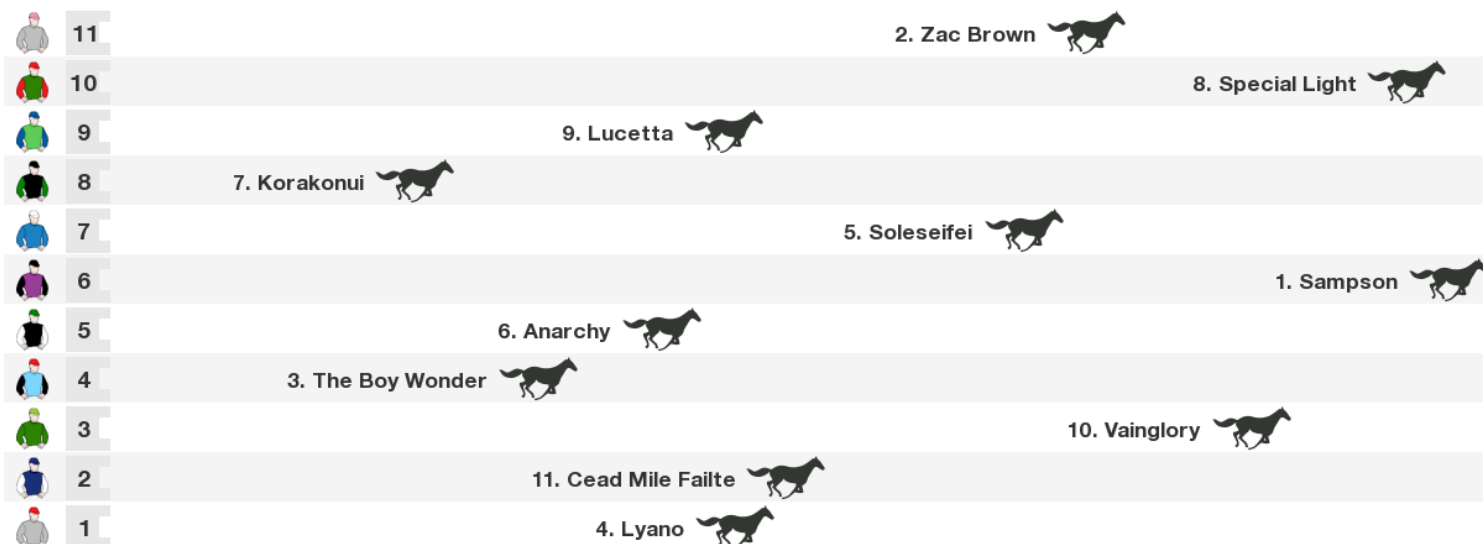 11 2. Zac Brown
10 8. Special Light
9 9. Lucetta
8 7. Korakonui
7 5. Soleseifei
6 1. Sampson
5 6. Anarchy
4 3. The Boy Wonder
3 10. Vainglory
2 11. Cead Mile Failte
1 4. Lyano